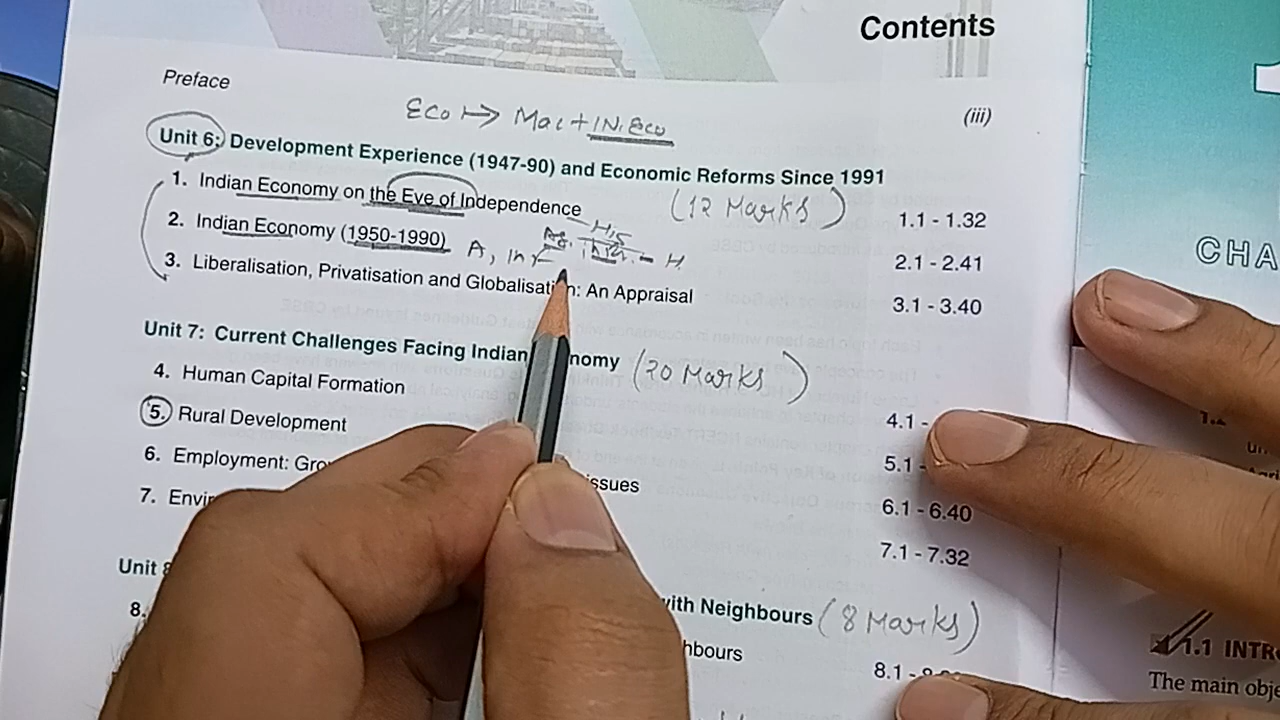 Contents
Preface (iii)
Eco → Mac + IN. Eco
Unit 6: Development Experience (1947-90) and Economic Reforms Since 1991
(12 Marks)
1. Indian Economy on the Eve of Independence 1.1 - 1.32
2. Indian Economy (1950-1990) 2.1 - 2.41
3. Liberalisation, Privatisation and Globalisation: An Appraisal 3.1 - 3.40
Unit 7: Current Challenges Facing Indian nomy (20 Marks)
4. Human Capital Formation 4.1 -
5. Rural Development 5.1 -
6. Employment: Gro issues 6.1 - 6.40
7. Envir 7.1 - 7.32
Unit 8 with Neighbours (8 Marks)
8. hbours 8.1 -
CHA
1.1 INTR
The main obje